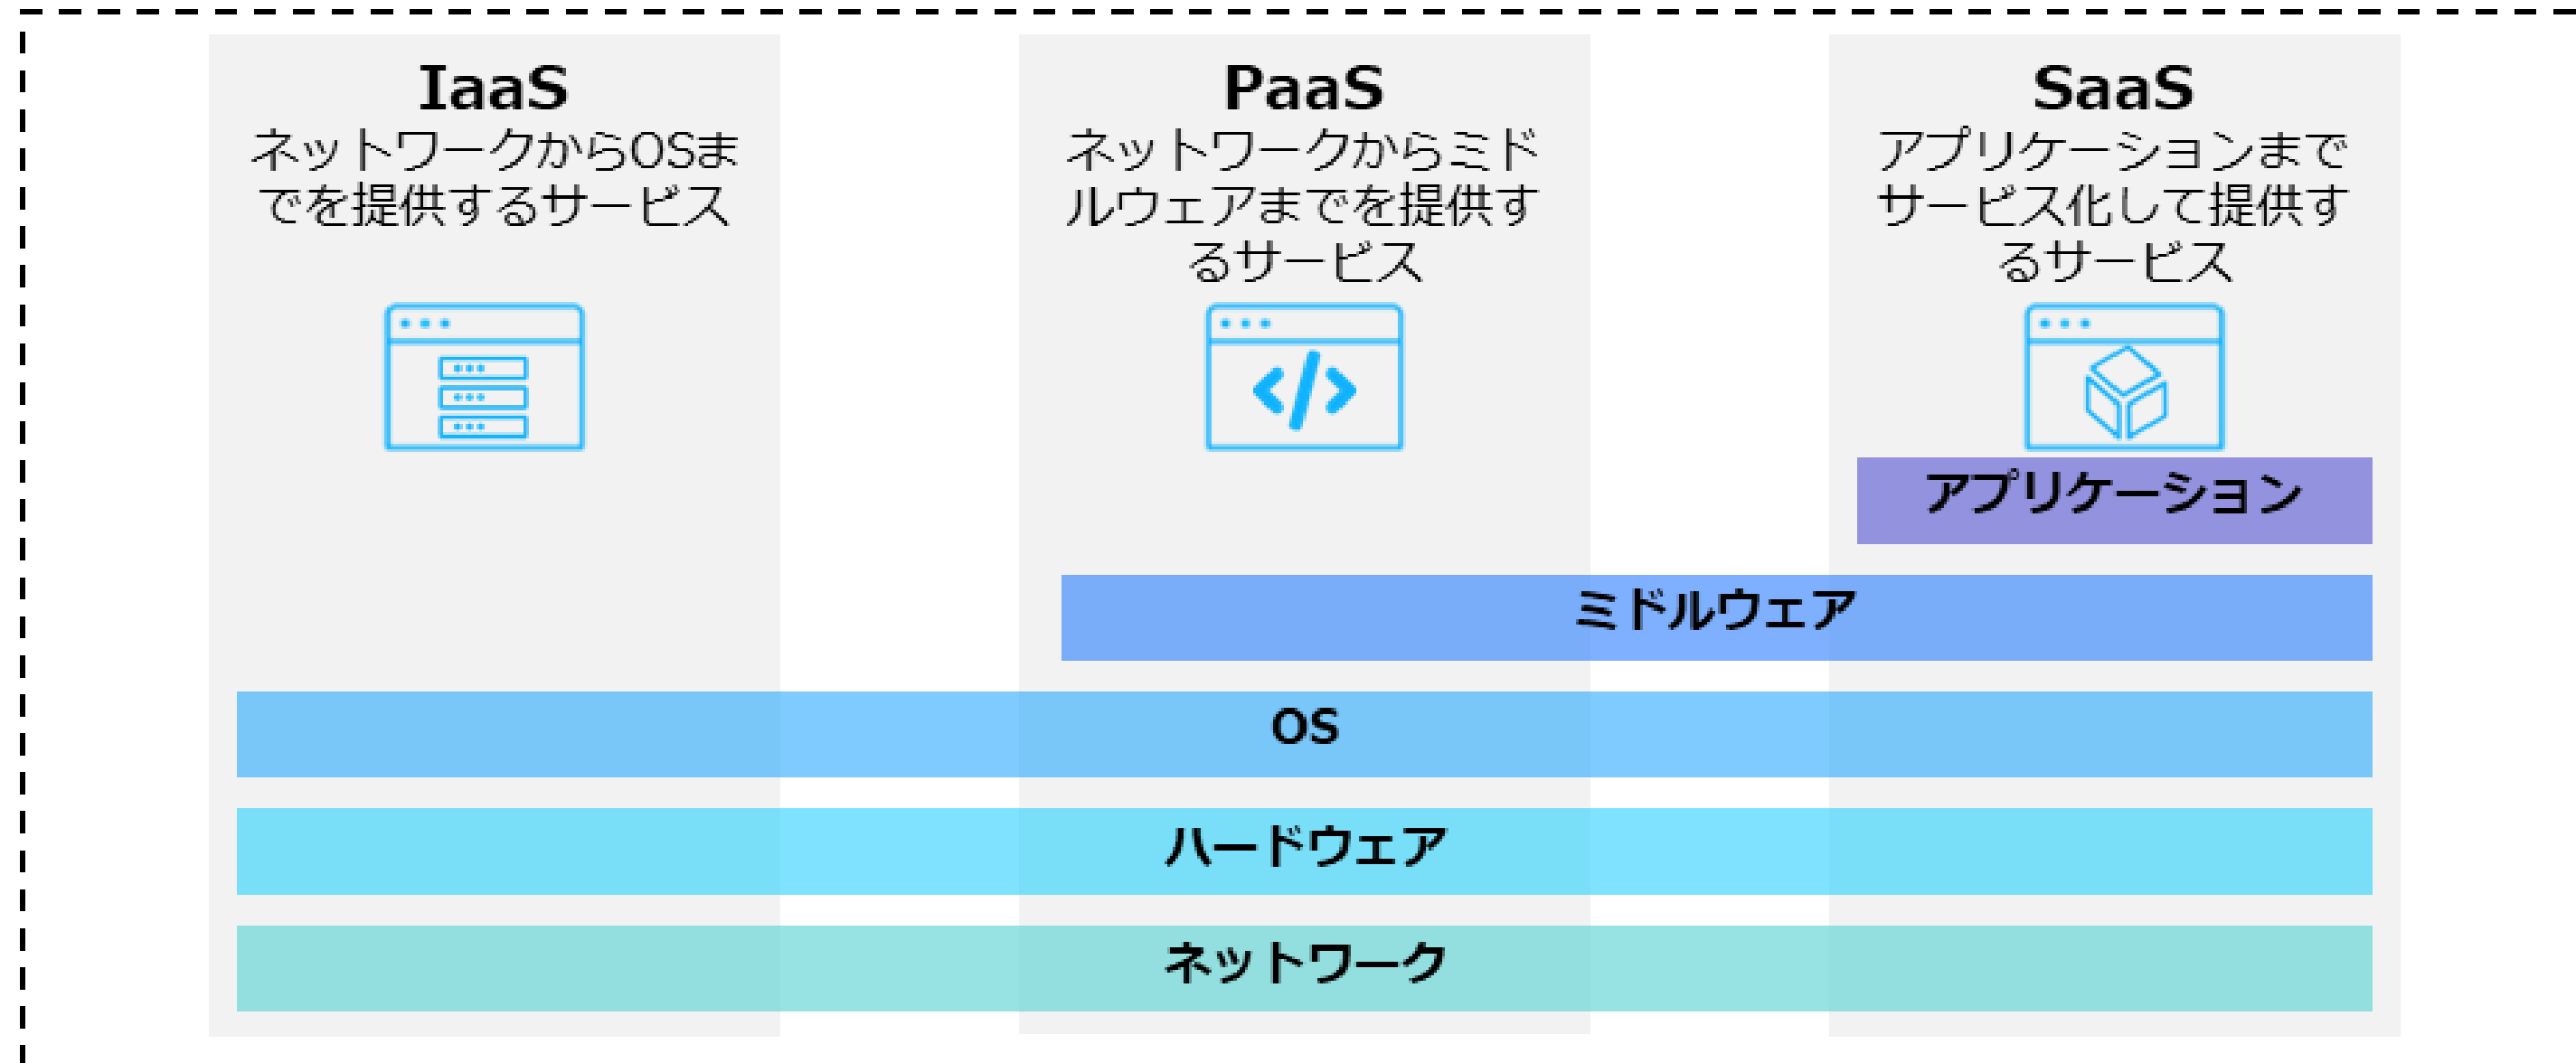 IaaS
ネットワークからOSま
でを提供するサービス
PaaS
ネットワークからミド
ルウェアまでを提供す
るサービス
SaaS
アプリケーションまで
サービス化して提供す
るサービス
アプリケーション
ミドルウェア
OS
ハードウェア
ネットワーク